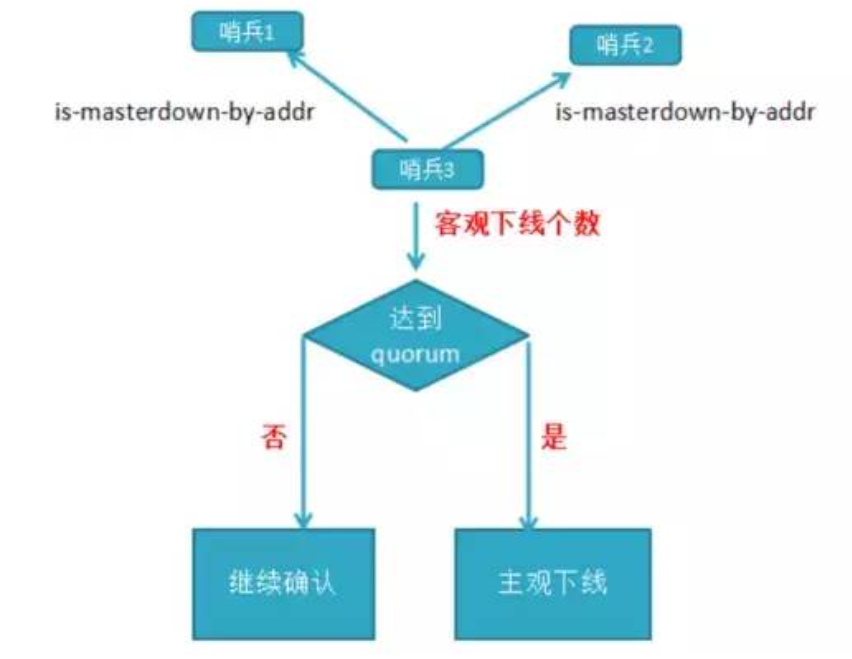 哨兵1
哨兵2
is-masterdown-by-addr
is-masterdown-by-addr
哨兵3
客观下线个数
达到
quorum
否
是
继续确认
主观下线